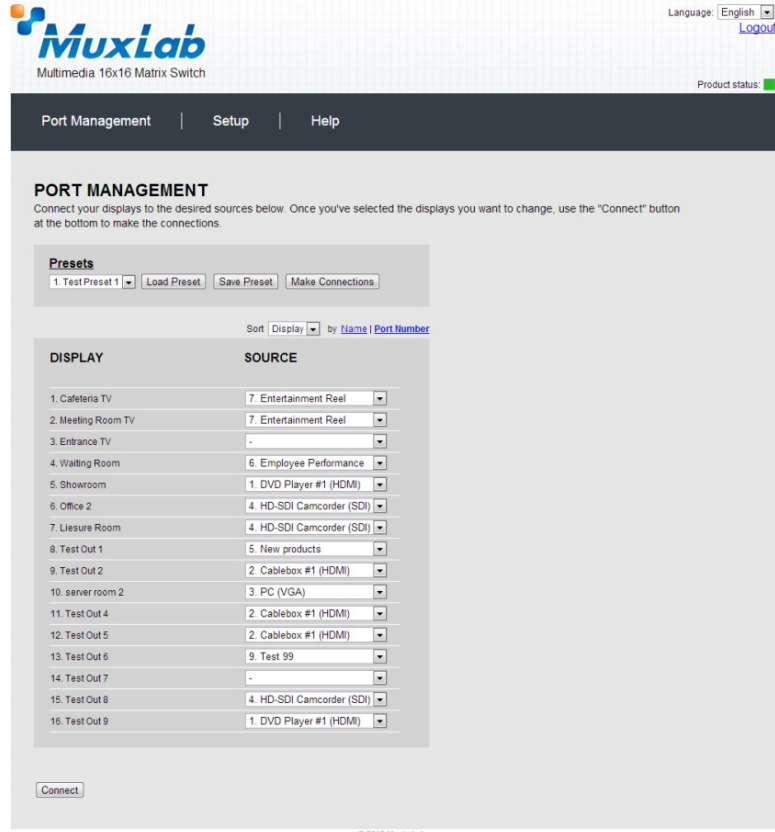 Language: English
Logout
MuxLab
Multimedia 16x16 Matrix Switch
Product status:
Port Management | Setup | Help
PORT MANAGEMENT
Connect your displays to the desired sources below. Once you've selected the displays you want to change, use the "Connect" button
at the bottom to make the connections.
Presets
1. Test Preset 1 Load Preset Save Preset Make Connections
Sort Display by Name | Port Number
DISPLAY SOURCE
1. Cafeteria TV 7. Entertainment Reel
2. Meeting Room TV 7. Entertainment Reel
3. Entrance TV -
4. Waiting Room 6. Employee Performance
5. Showroom 1. DVD Player #1 (HDMI)
6. Office 2 4. HD-SDI Camcorder (SDI)
7. Liesure Room 4. HD-SDI Camcorder (SDI)
8. Test Out 1 5. New products
9. Test Out 2 2. Cablebox #1 (HDMI)
10. server room 2 3. PC (VGA)
11. Test Out 4 2. Cablebox #1 (HDMI)
12. Test Out 5 2. Cablebox #1 (HDMI)
13. Test Out 6 9. Test 99
14. Test Out 7 -
15. Test Out 8 4. HD-SDI Camcorder (SDI)
16. Test Out 9 1. DVD Player #1 (HDMI)
Connect